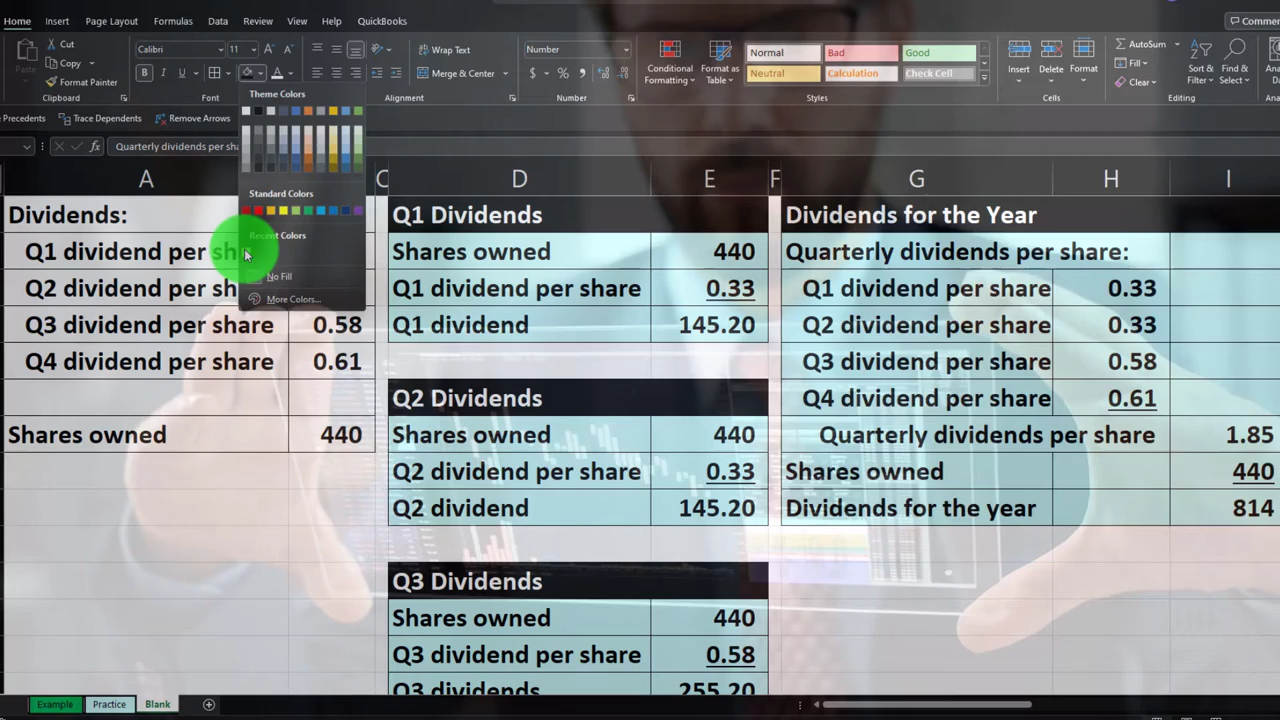 Home Insert Page Layout Formulas Data Review View Help QuickBooks
Cut Copy Format Painter Paste Clipboard
Calibri 11 Font
Wrap Text Merge & Center Alignment
Number Number
Conditional Formatting Format as Table
Normal Bad Good Neutral Calculation Check Cell Styles
Insert Delete Format Cells
AutoSum Fill Clear Sort & Filter Find & Select Editing
Precedents Trace Dependents Remove Arrows
Theme Colors
Standard Colors
Recent Colors
No Fill
More Colors...
fx Quarterly dividends per sha
A C D E F G H I
Dividends:
Q1 dividend per sh
Q2 dividend per sh
Q3 dividend per share 0.58
Q4 dividend per share 0.61
Shares owned 440
Q1 Dividends
Shares owned 440
Q1 dividend per share 0.33
Q1 dividend 145.20
Q2 Dividends
Shares owned 440
Q2 dividend per share 0.33
Q2 dividend 145.20
Q3 Dividends
Shares owned 440
Q3 dividend per share 0.58
Q3 dividends 255.20
Dividends for the Year
Quarterly dividends per share:
Q1 dividend per share 0.33
Q2 dividend per share 0.33
Q3 dividend per share 0.58
Q4 dividend per share 0.61
Quarterly dividends per share 1.85
Shares owned 440
Dividends for the year 814
Example Practice Blank